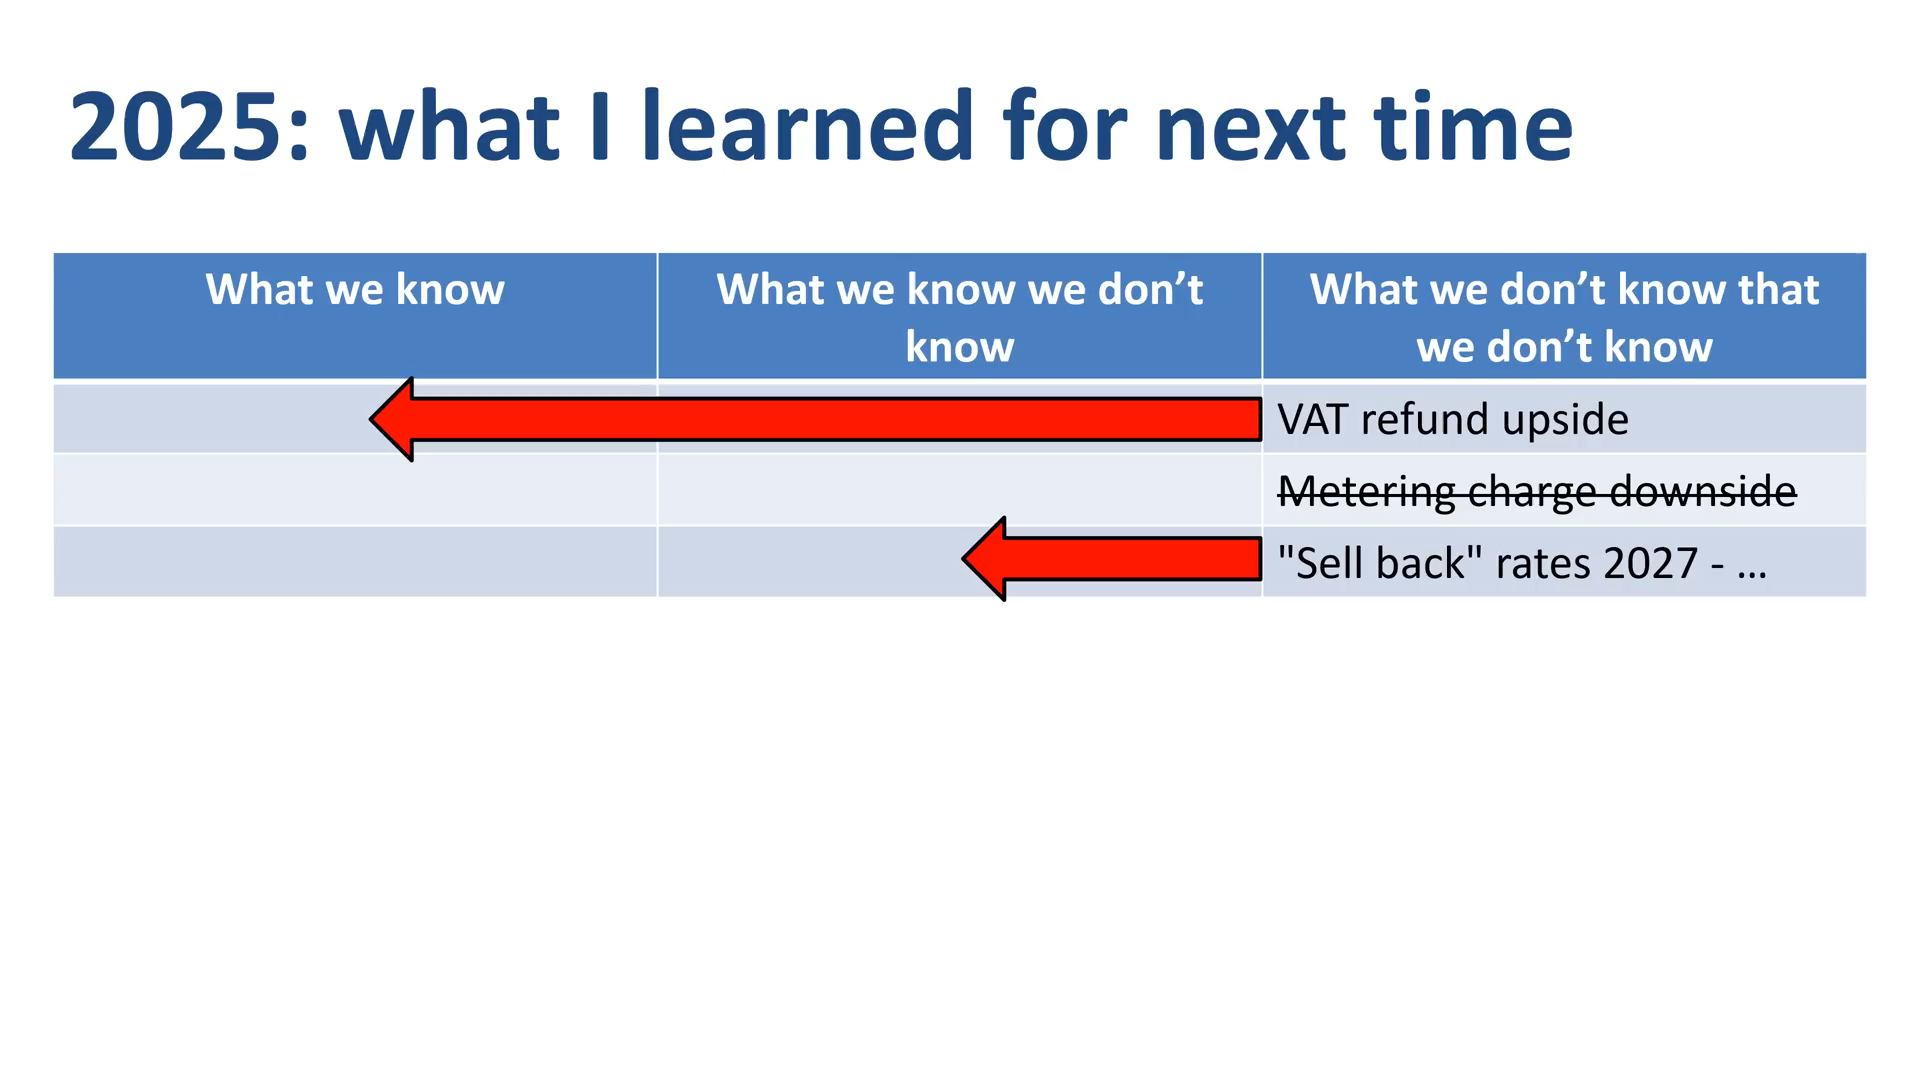 2025: what I learned for next time
What we know
What we know we don’t
know
What we don’t know that
we don’t know
VAT refund upside
Metering charge downside
"Sell back" rates 2027 - …